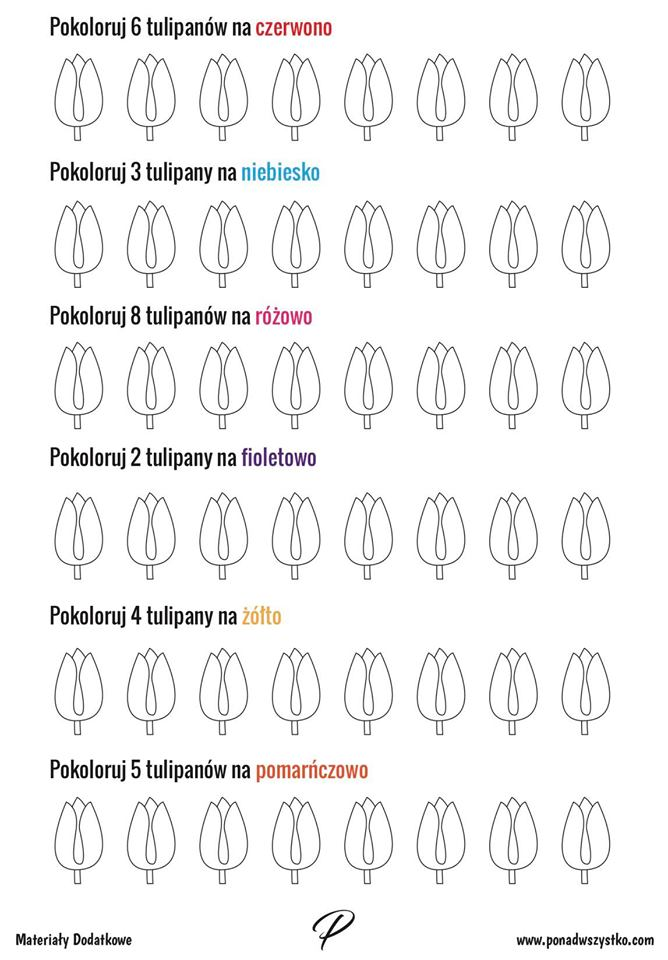 Pokoloruj 6 tulipanów na czerwono
Pokoloruj 3 tulipany na niebiesko
Pokoloruj 8 tulipanów na różowo
Pokoloruj 2 tulipany na fioletowo
Pokoloruj 4 tulipany na żółto
Pokoloruj 5 tulipanów na pomarńczowo
Materiały Dodatkowe
P
www.ponadwszystko.com